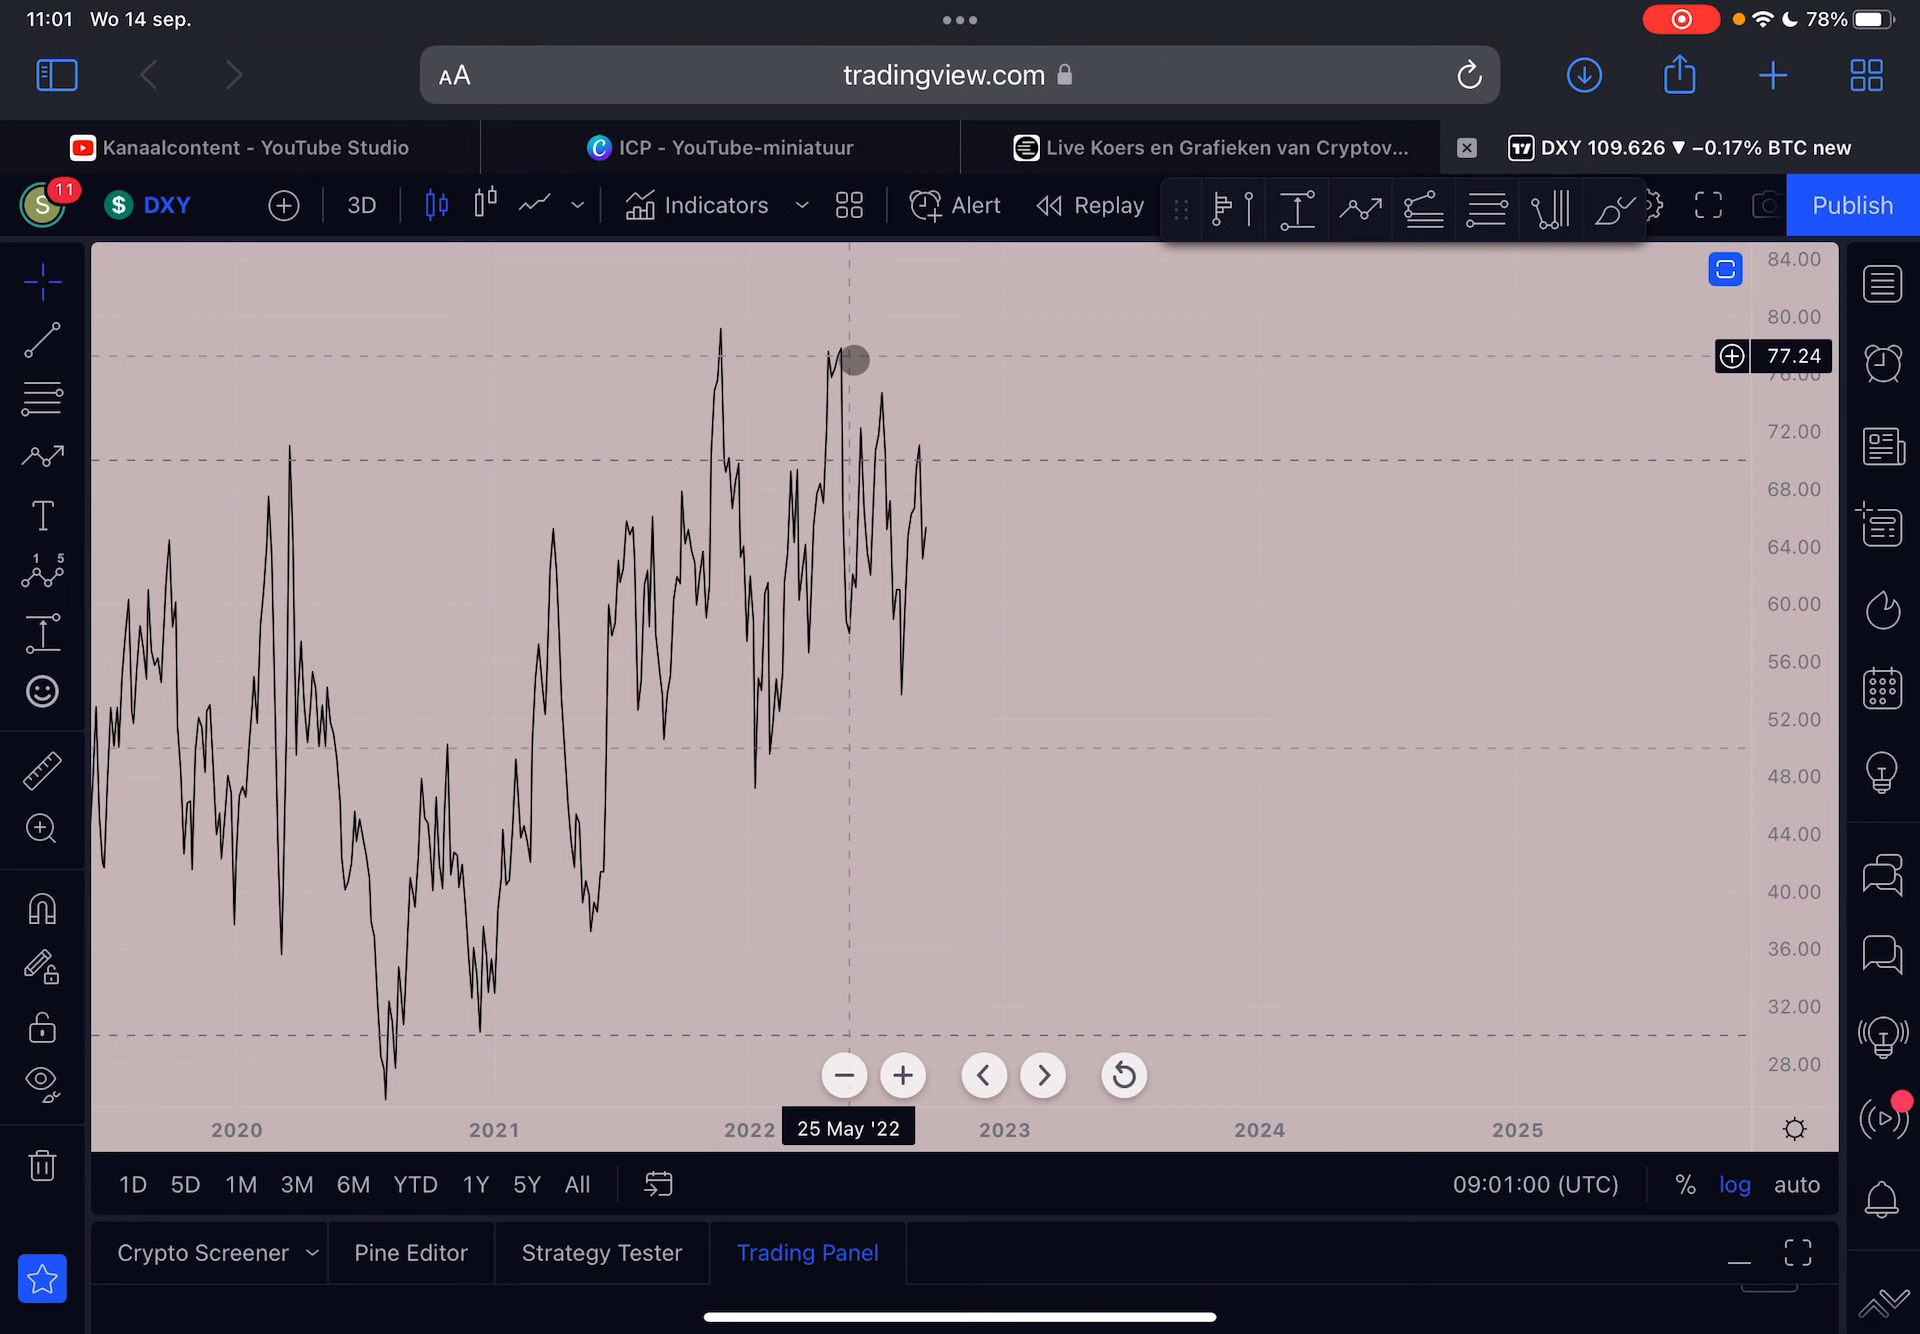 11:01 Wo 14 sep.
78%
AA
tradingview.com
Kanaalcontent - YouTube Studio
ICP - YouTube-miniatuur
Live Koers en Grafieken van Cryptov...
DXY 109.626 ▼ −0.17% BTC new
S
11
$
DXY
3D
Indicators
Alert
Replay
Publish
84.00
80.00
77.24
76.00
72.00
68.00
64.00
60.00
56.00
52.00
48.00
44.00
40.00
36.00
32.00
28.00
T
1 5
2020
2021
2022
25 May '22
2023
2024
2025
1D 5D 1M 3M 6M YTD 1Y 5Y All
09:01:00 (UTC)
% log auto
Crypto Screener
Pine Editor
Strategy Tester
Trading Panel